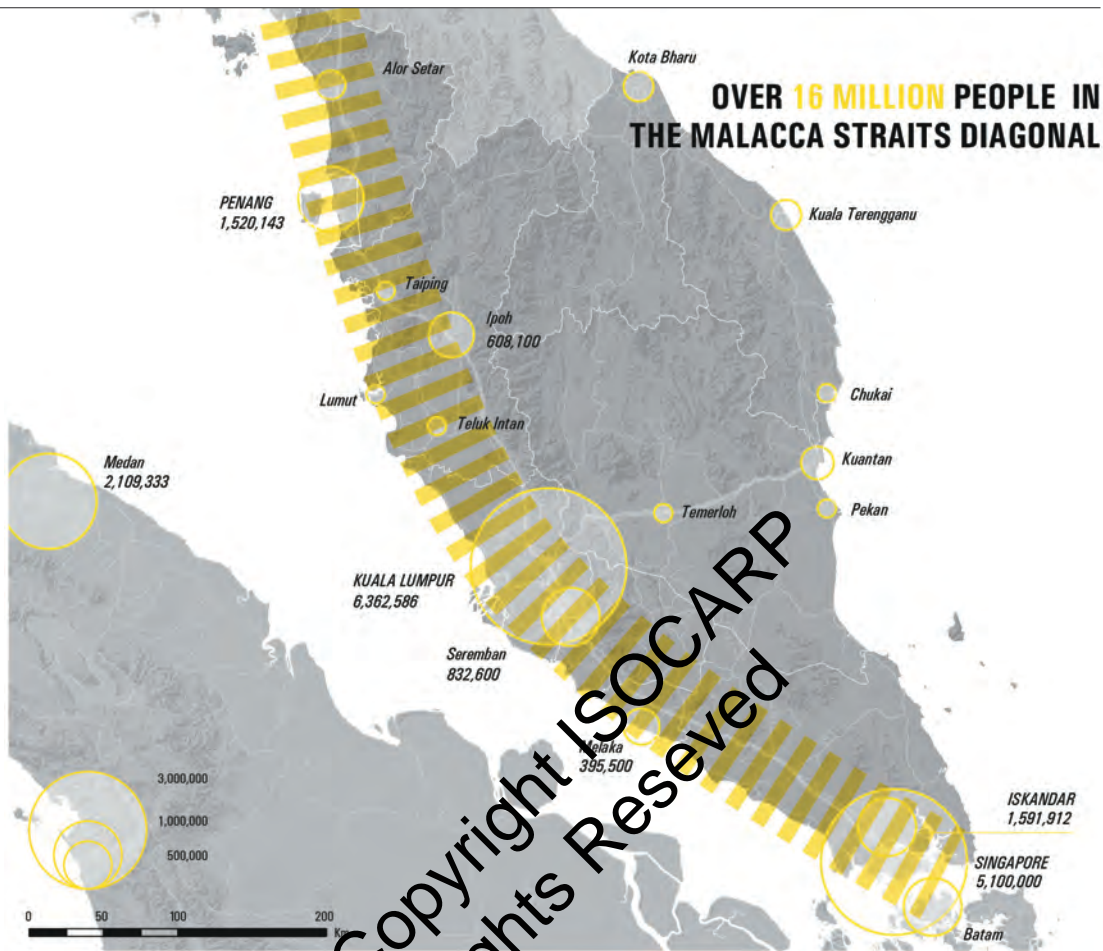 OVER 16 MILLION PEOPLE IN
THE MALACCA STRAITS DIAGONAL
Kota Bharu
Alor Setar
PENANG
1,520,143
Kuala Terengganu
Taiping
Ipoh
608,100
Lumut
Chukai
Teluk Intan
Medan
2,109,333
Kuantan
Temerloh
Pekan
KUALA LUMPUR
6,362,586
Seremban
832,600
Melaka
395,500
3,000,000
1,000,000
500,000
ISKANDAR
1,591,912
SINGAPORE
5,100,000
Batam
0 50 100 200
Km
Copyright ISOCARP
ghts Reseved